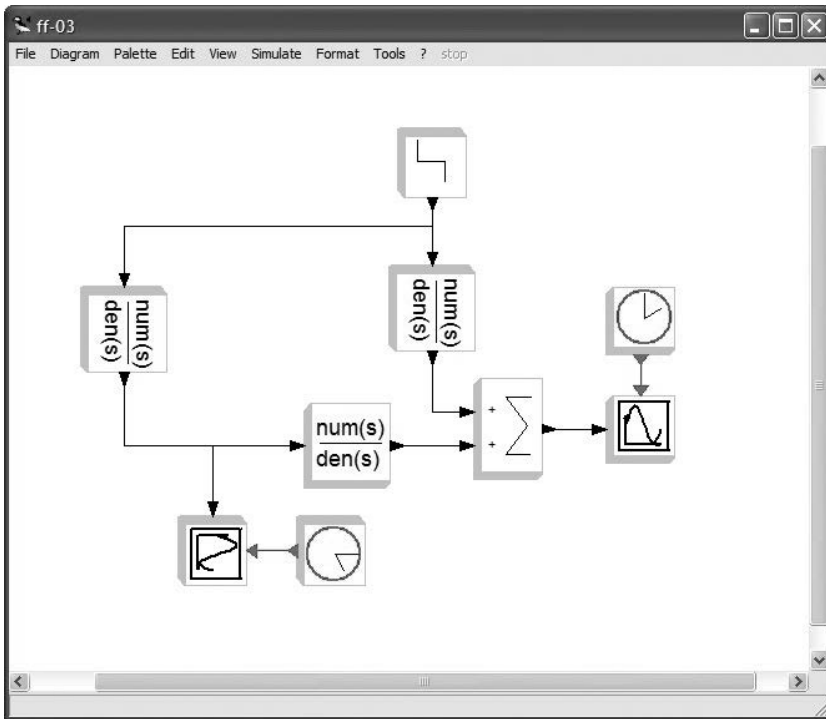 ff-03
File Diagram Palette Edit View Simulate Format Tools ? stop
num(s)
den(s)
num(s)
den(s)
num(s)
den(s)
+
+
Σ